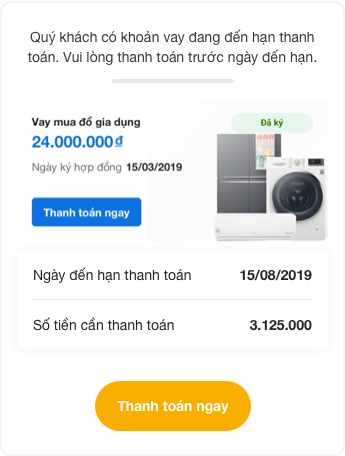 Quý khách có khoản vay đang đến hạn thanh
toán. Vui lòng thanh toán trước ngày đến hạn.
Vay mua đồ gia dụng
Đã ký
24.000.000₫
Ngày ký hợp đồng 15/03/2019
Thanh toán ngay
Ngày đến hạn thanh toán 15/08/2019
Số tiền cần thanh toán 3.125.000
Thanh toán ngay